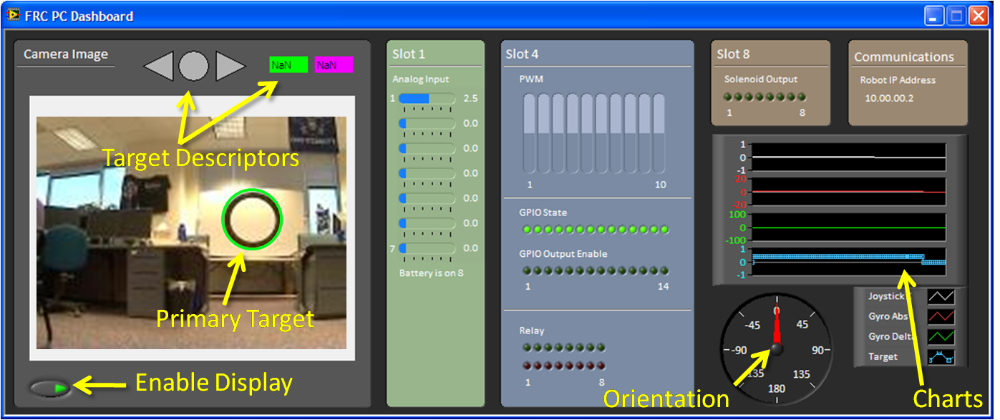 FRC PC Dashboard
Camera Image
NaN NaN
Target Descriptors
Primary Target
Enable Display
Slot 1
Analog Input
1 2.5
0.0
0.0
0.0
0.0
0.0
7 0.0
Battery is on 8
Slot 4
PWM
1 10
GPIO State
GPIO Output Enable
1 14
Relay
1 8
Slot 8
Solenoid Output
1 8
Communications
Robot IP Address
10.00.00.2
1
0
-1
20
0
-20
100
0
-100
1
0
-1
0
-45 45
-90 90
135 135
180
Orientation
Joystick
Gyro Abs
Gyro Delta
Target
Charts